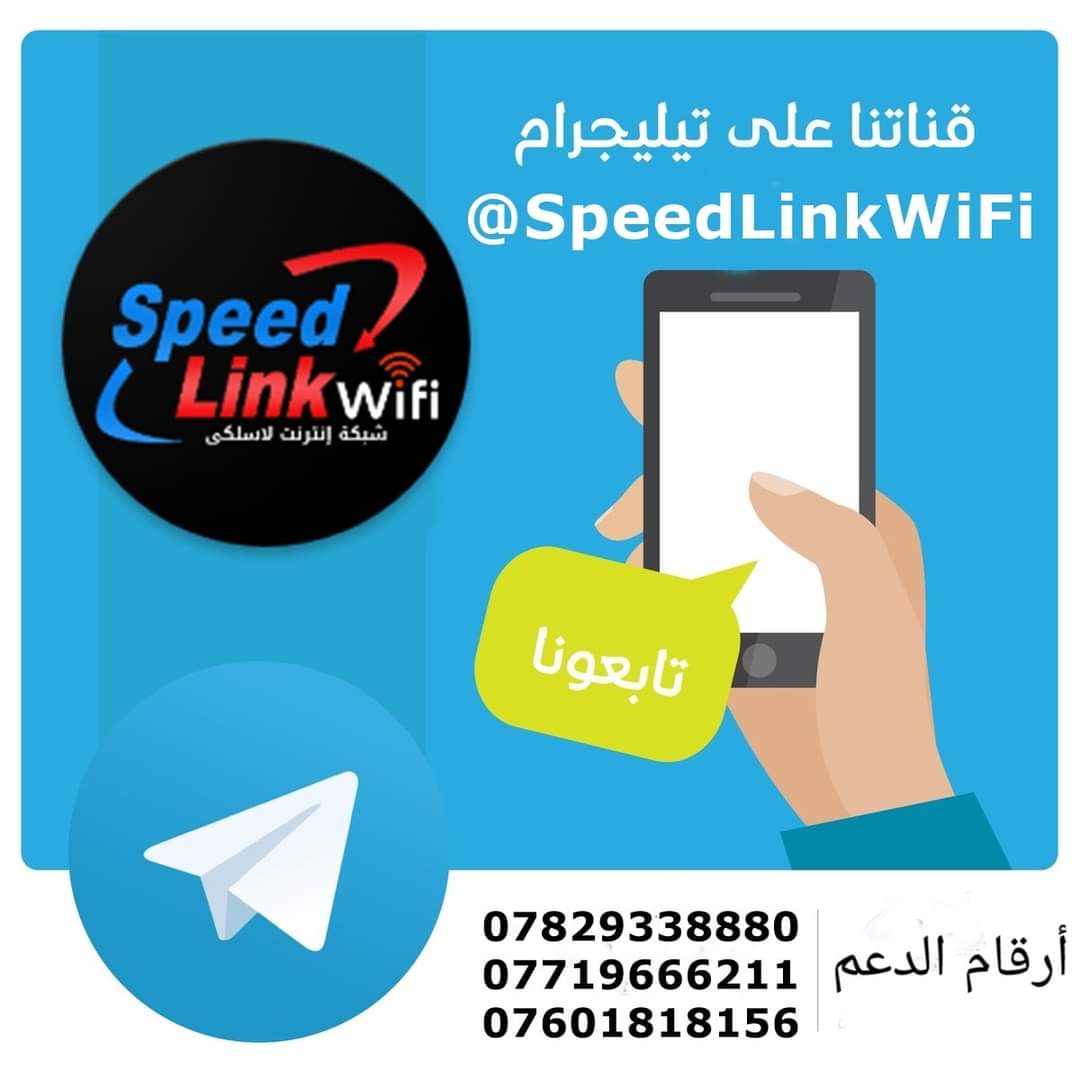 قناتنا على تيليجرام
@SpeedLinkWiFi
Speed
Link Wifi
شبكة إنترنت لاسلكى
تابعونا
أرقام الدعم
07829338880
07719666211
07601818156